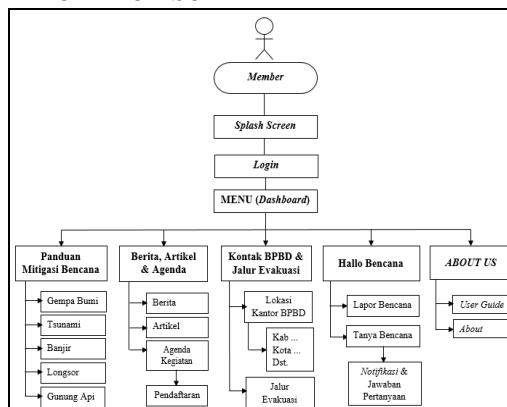 Member
Splash Screen
Login
MENU (Dashboard)
Panduan
Mitigasi Bencana
Gempa Bumi
Tsunami
Banjir
Longsor
Gunung Api
Berita, Artikel
& Agenda
Berita
Artikel
Agenda
Kegiatan
Pendaftaran
Kontak BPBD &
Jalur Evakuasi
Lokasi
Kantor BPBD
Kab ...
Kota ...
Dst.
Jalur
Evakuasi
Hallo Bencana
Lapor Bencana
Tanya Bencana
Notifikasi &
Jawaban
Pertanyaan
ABOUT US
User Guide
About